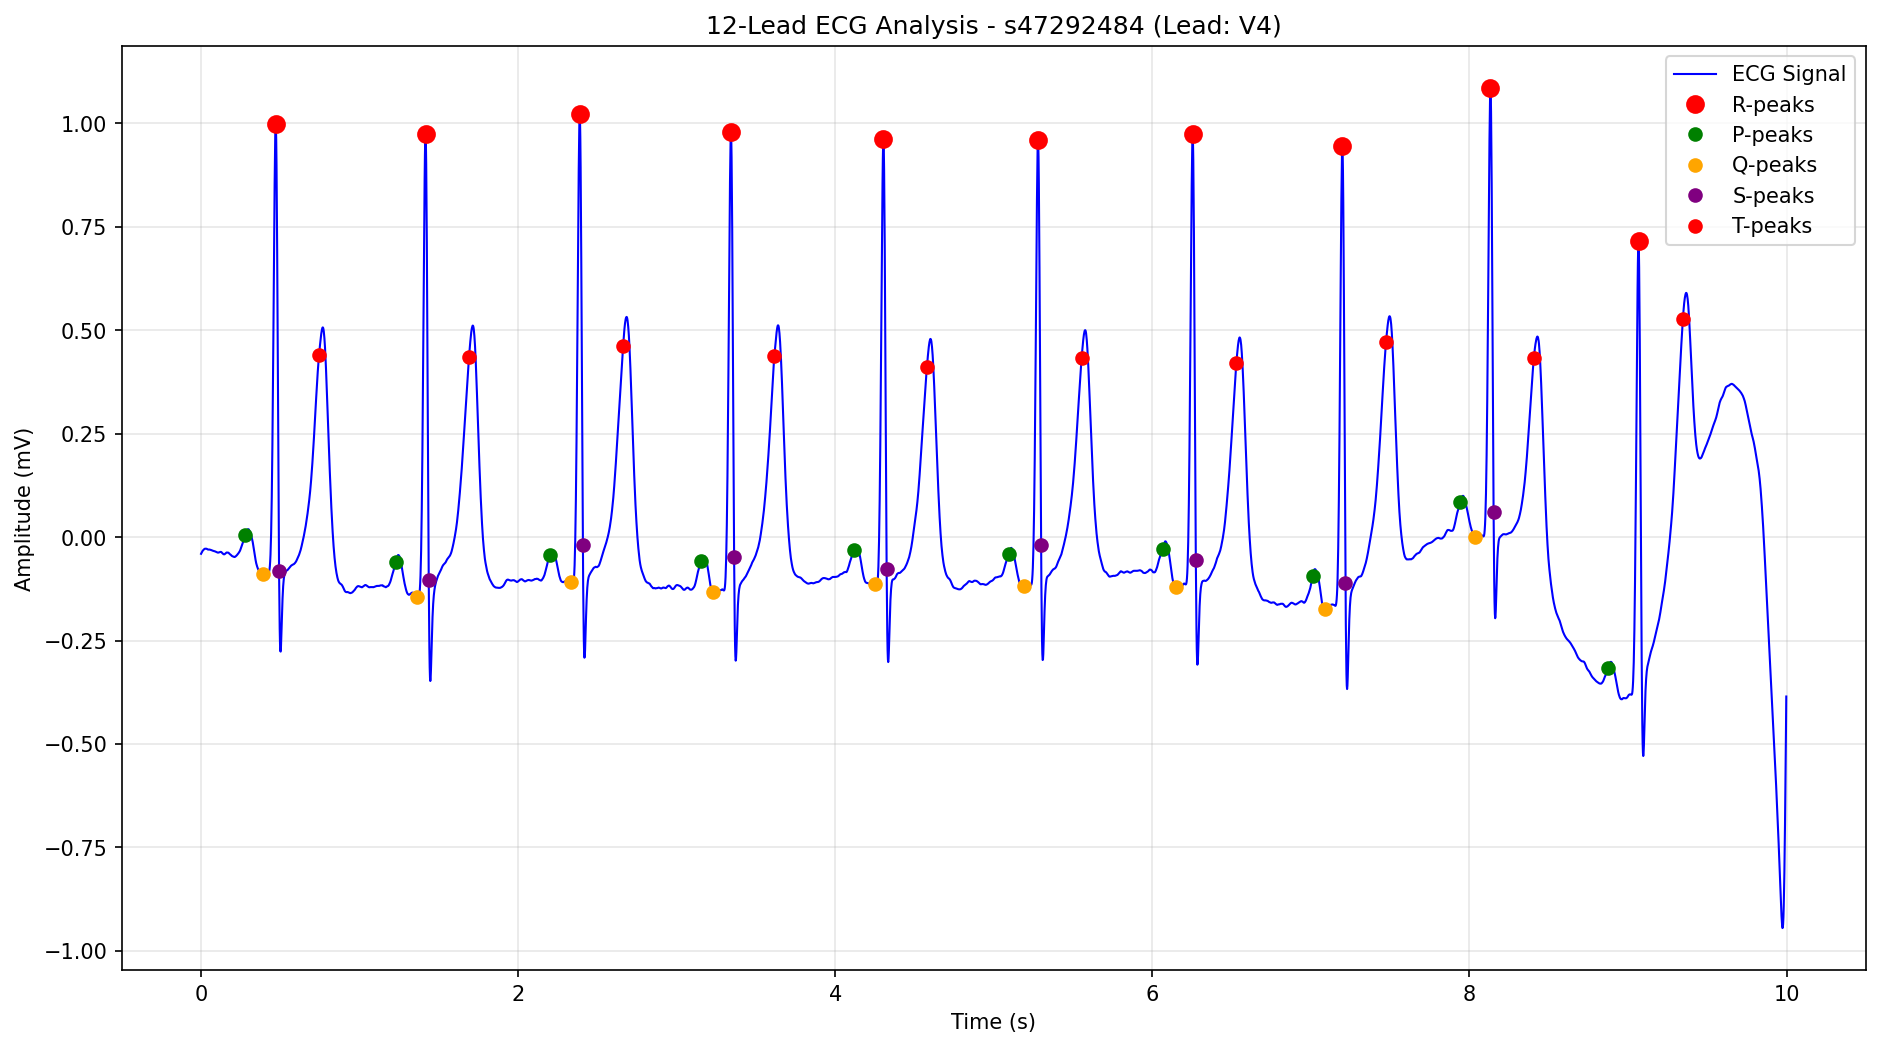 12-Lead ECG Analysis - s47292484 (Lead: V4)
ECG Signal
R-peaks
P-peaks
Q-peaks
S-peaks
T-peaks
Amplitude (mV)
1.00
0.75
0.50
0.25
0.00
−0.25
−0.50
−0.75
−1.00
0 2 4 6 8 10
Time (s)